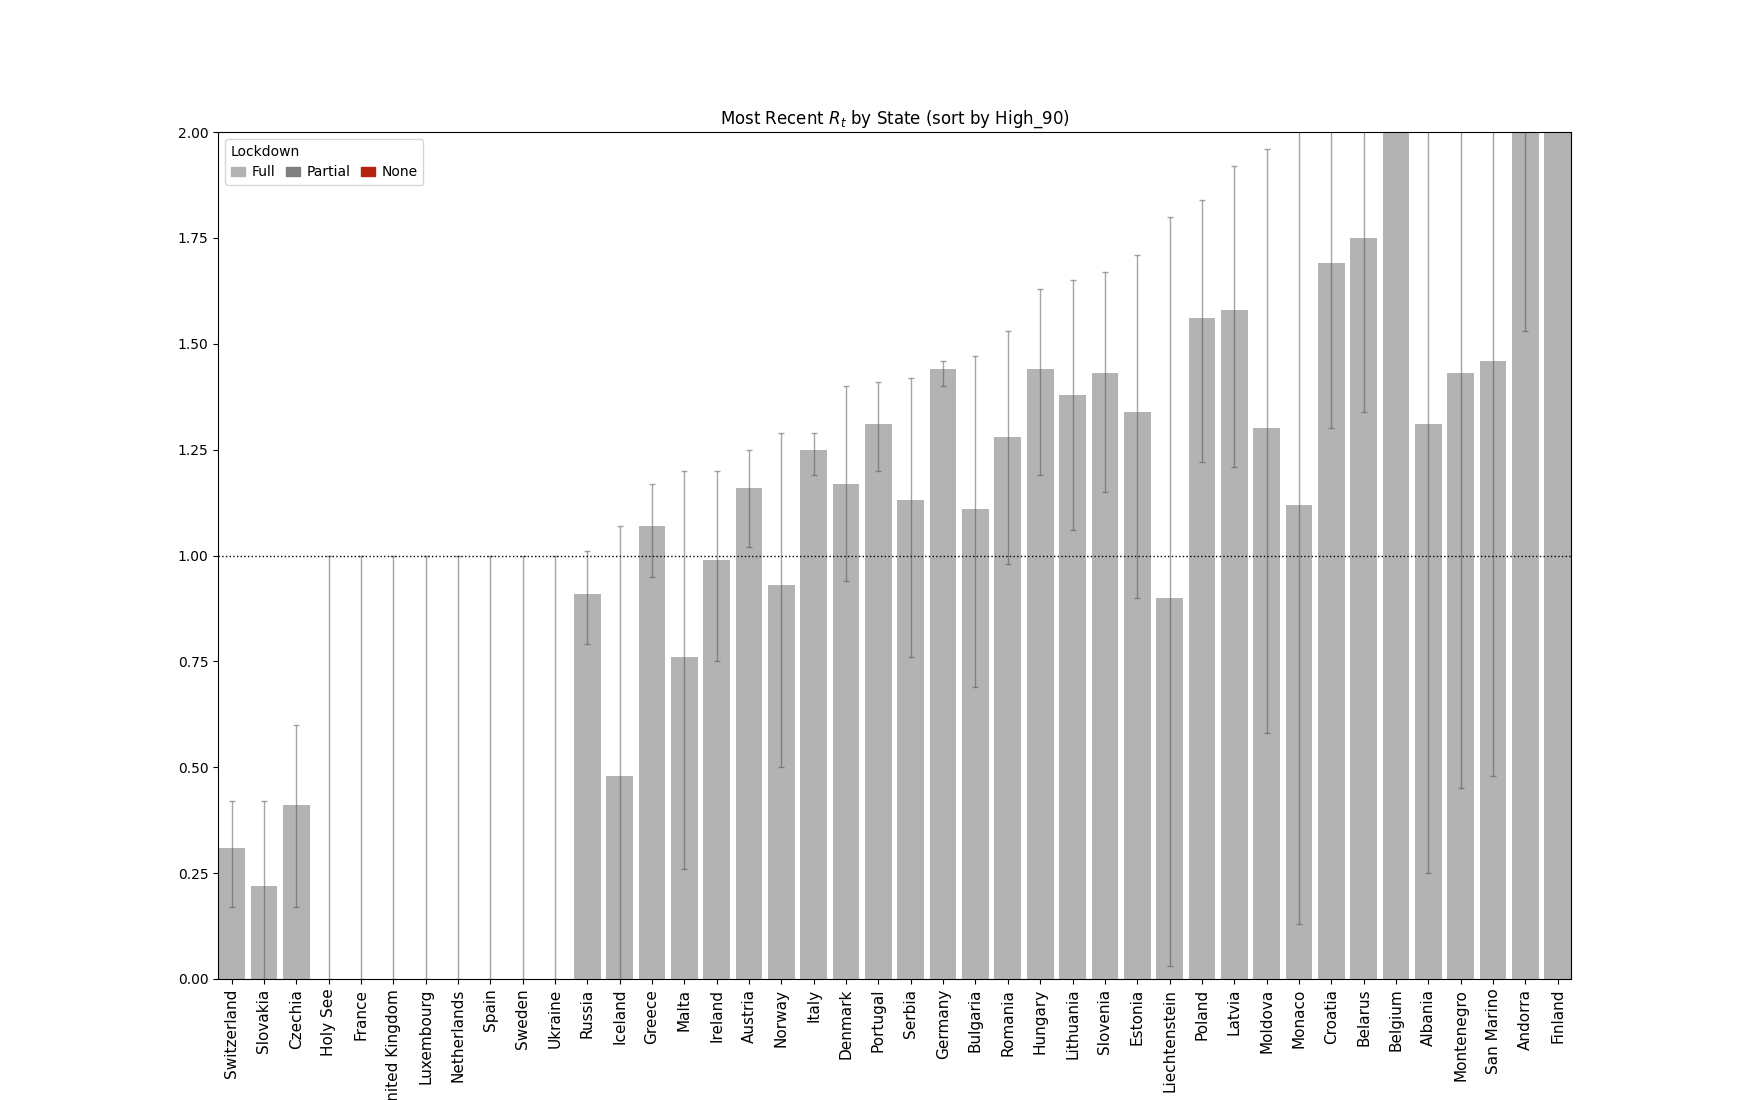 Most Recent R_t by State (sort by High_90)
Lockdown
Full Partial None
2.00
1.75
1.50
1.25
1.00
0.75
0.50
0.25
0.00
Switzerland
Slovakia
Czechia
Holy See
France
nited Kingdom
Luxembourg
Netherlands
Spain
Sweden
Ukraine
Russia
Iceland
Greece
Malta
Ireland
Austria
Norway
Italy
Denmark
Portugal
Serbia
Germany
Bulgaria
Romania
Hungary
Lithuania
Slovenia
Estonia
Liechtenstein
Poland
Latvia
Moldova
Monaco
Croatia
Belarus
Belgium
Albania
Montenegro
San Marino
Andorra
Finland